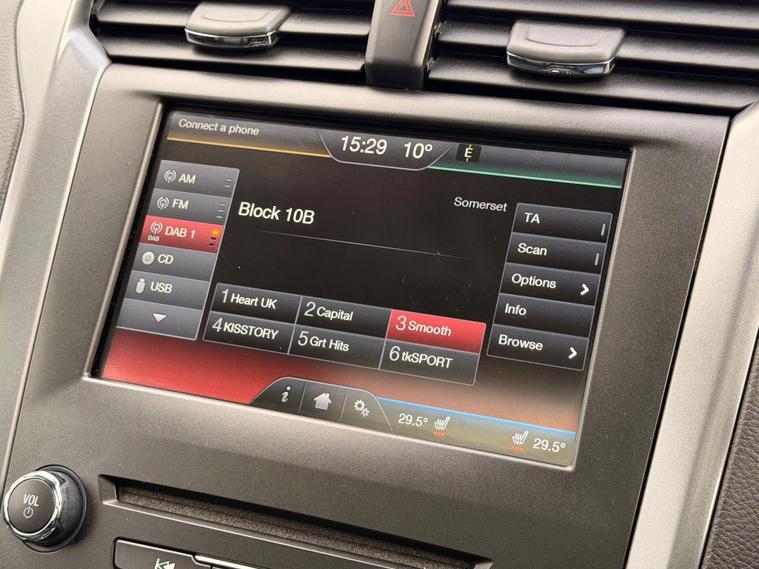 Connect a phone
15:29 10°
E
AM
FM
DAB
DAB 1
CD
USB
Block 10B
Somerset
TA
Scan
Options
Info
Browse
1 Heart UK
2 Capital
3 Smooth
4 KISSTORY
5 Grt Hits
6 tkSPORT
i
29.5°
29.5°
VOL